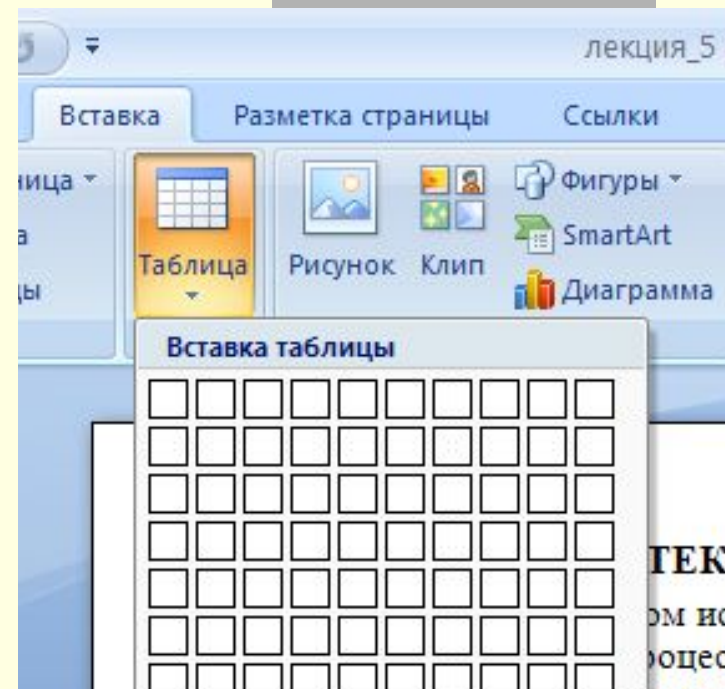 лекция_5
Вставка Разметка страницы Ссылки
Таблица Рисунок Клип Фигуры
SmartArt
Диаграмма
Вставка таблицы